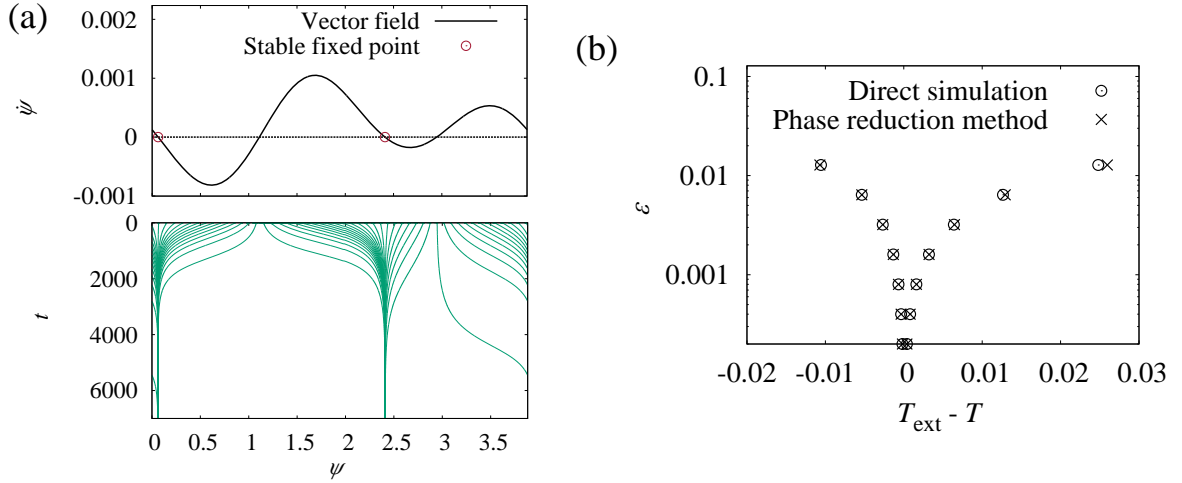 (a)
0.002
0.001
0
-0.001
ψ̇
Vector field
Stable fixed point
0
2000
4000
6000
t
0 0.5 1 1.5 2 2.5 3 3.5
ψ
(b)
0.1
0.01
0.001
ε
Direct simulation
Phase reduction method
-0.02 -0.01 0 0.01 0.02 0.03
T_ext - T